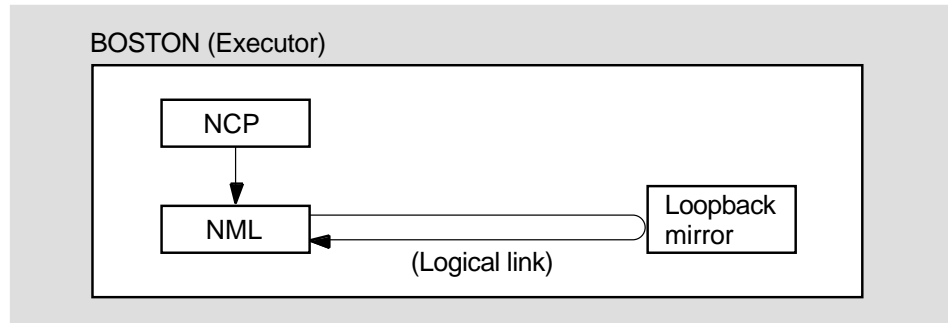 BOSTON (Executor)
NCP
NML
Loopback
mirror
(Logical link)